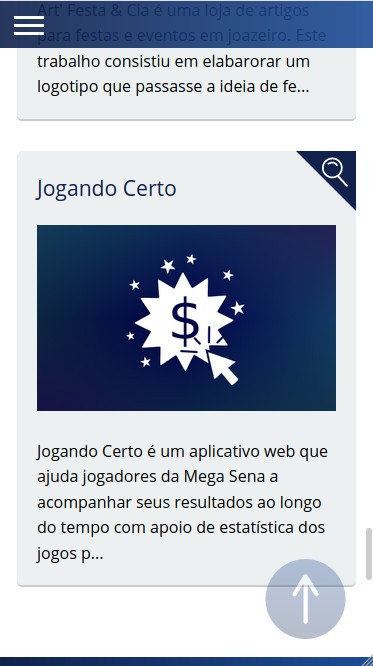 Art' Festa & Cia é uma loja de artigos
para festas e eventos em joazeiro. Este
trabalho consistiu em elabarorar um
logotipo que passasse a ideia de fe...
Jogando Certo
$
Jogando Certo é um aplicativo web que
ajuda jogadores da Mega Sena a
acompanhar seus resultados ao longo
do tempo com apoio de estatística dos
jogos p...